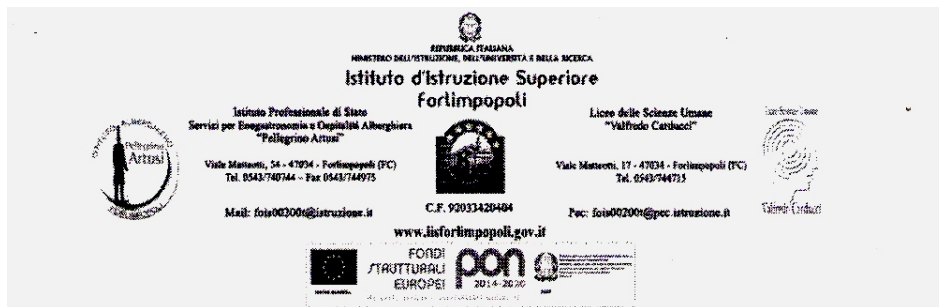 REPUBBLICA ITALIANA
MINISTERO DELL'ISTRUZIONE, DELL'UNIVERSITÀ E DELLA RICERCA
Istituto d'Istruzione Superiore
Forlimpopoli
Istituto Professionale di Stato
Servizi per Enogastronomia e Ospitalità Alberghiera
"Pellegrino Artusi"
Viale Matteotti, 54 - 47034 - Forlimpopoli (FC)
Tel. 0543/740744 - Fax 0543/744975
Mail: fois00200t@istruzione.it
Pellegrino
Artusi
C.F. 92033420404
Liceo delle Scienze Umane
"Valfredo Carducci"
Viale Matteotti, 17 - 47034 - Forlimpopoli (FC)
Tel. 0543/744715
Pec: fois00200t@pec.istruzione.it
Valfredo Carducci
www.iisforlimpopoli.gov.it
FONDI
STRUTTURALI
EUROPEI
pon
2014-2020